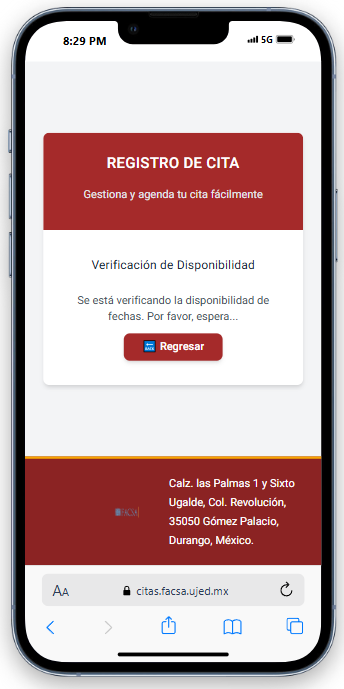 8:29 PM
5G
REGISTRO DE CITA
Gestiona y agenda tu cita fácilmente
Verificación de Disponibilidad
Se está verificando la disponibilidad de
fechas. Por favor, espera...
BACK Regresar
Calz. las Palmas 1 y Sixto
Ugalde, Col. Revolución,
35050 Gómez Palacio,
Durango, México.
FACSA
AA
citas.facsa.ujed.mx